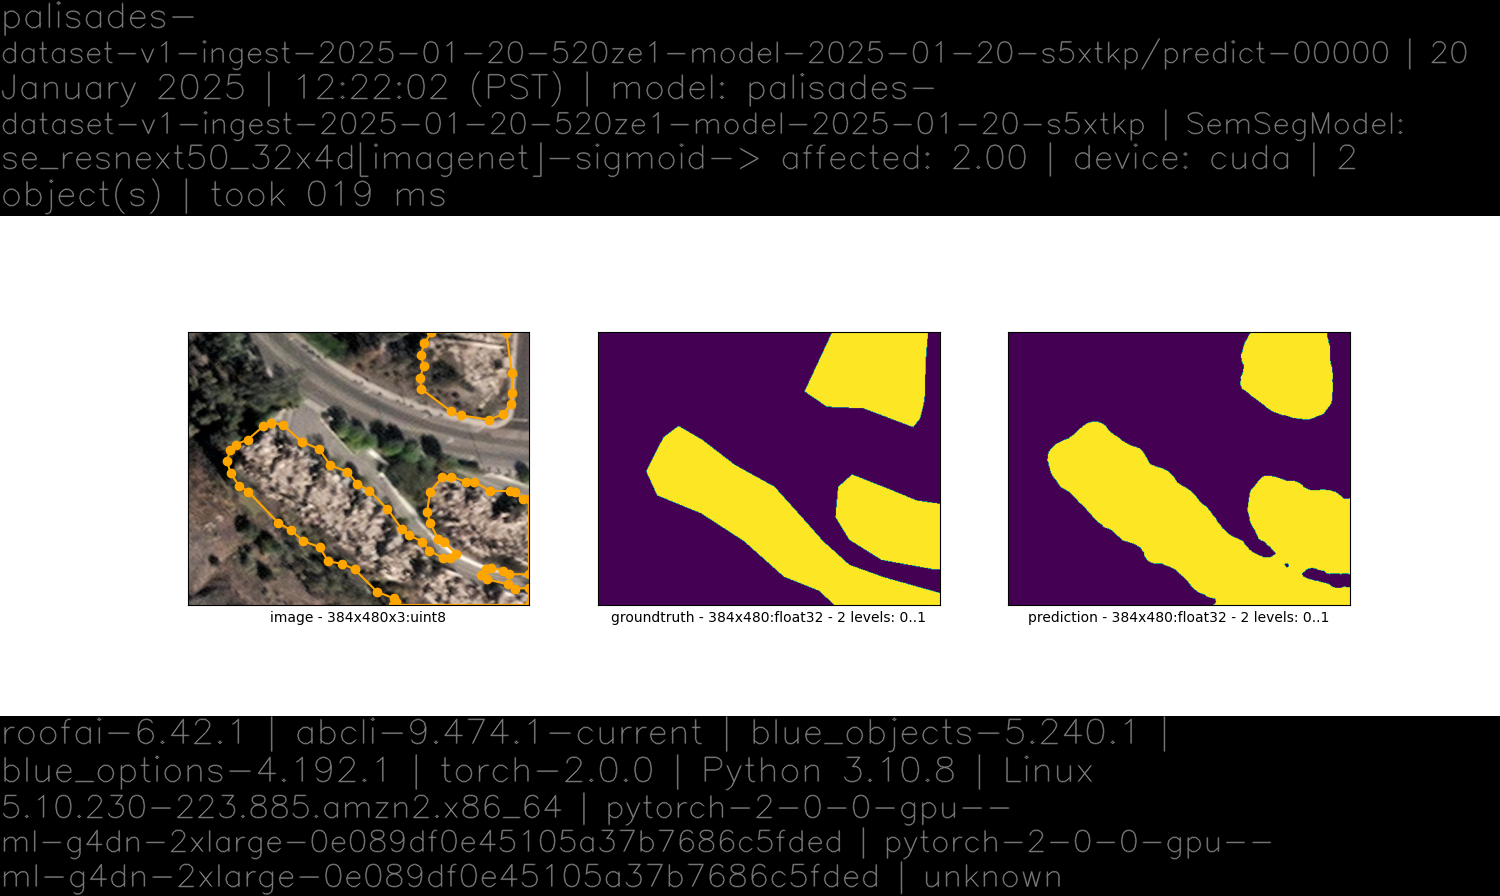 palisades-
dataset-v1-ingest-2025-01-20-520ze1-model-2025-01-20-s5xtkp/predict-00000 | 20
January 2025 | 12:22:02 (PST) | model: palisades-
dataset-v1-ingest-2025-01-20-520ze1-model-2025-01-20-s5xtkp | SemSegModel:
se_resnext50_32x4d[imagenet]-sigmoid-> affected: 2.00 | device: cuda | 2
object(s) | took 019 ms
image - 384x480x3:uint8
groundtruth - 384x480:float32 - 2 levels: 0..1
prediction - 384x480:float32 - 2 levels: 0..1
roofai-6.42.1 | abcli-9.474.1-current | blue_objects-5.240.1 |
blue_options-4.192.1 | torch-2.0.0 | Python 3.10.8 | Linux
5.10.230-223.885.amzn2.x86_64 | pytorch-2-0-0-gpu--
ml-g4dn-2xlarge-0e089df0e45105a37b7686c5fded | pytorch-2-0-0-gpu--
ml-g4dn-2xlarge-0e089df0e45105a37b7686c5fded | unknown